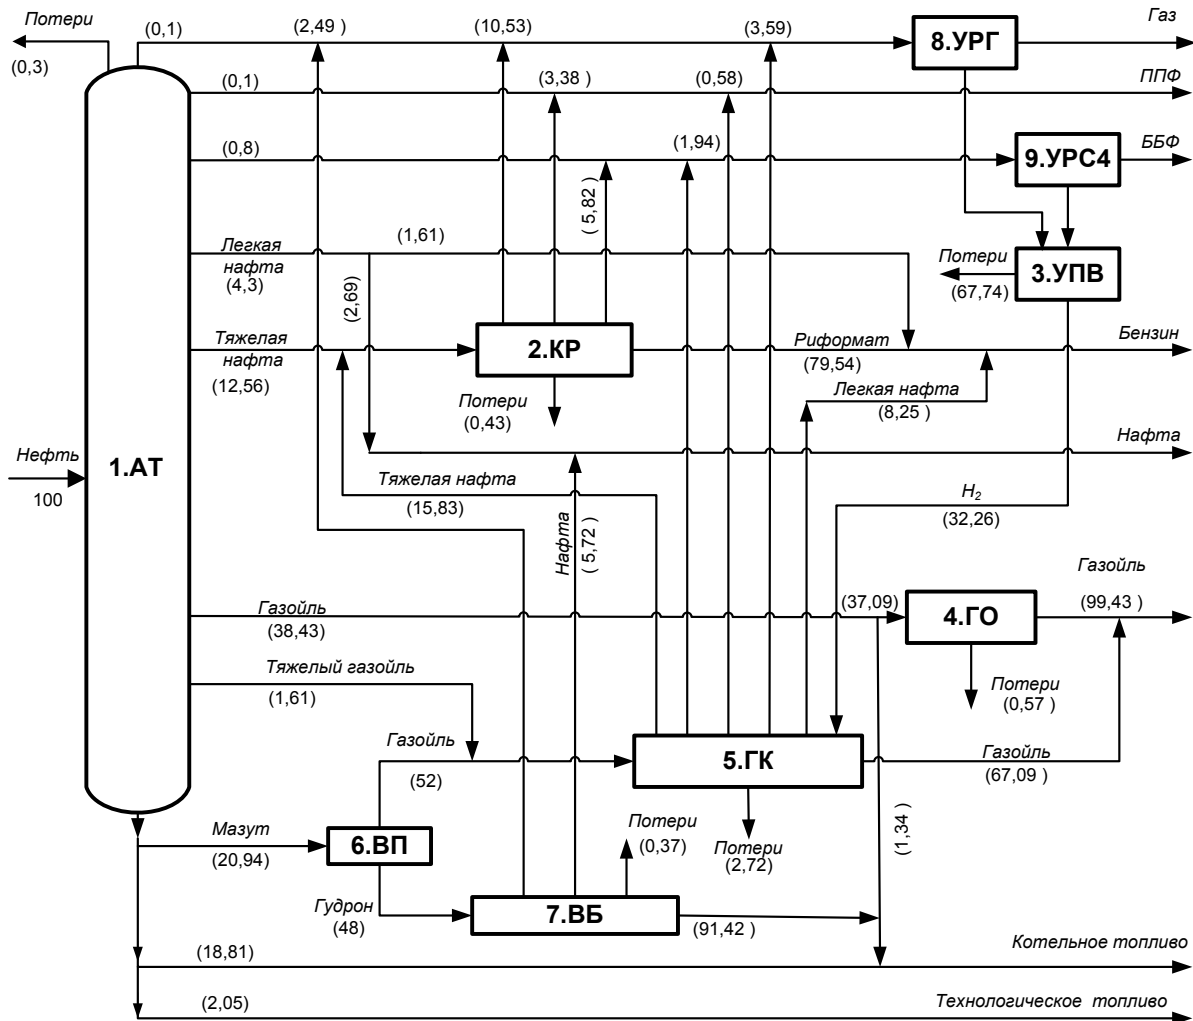 Потери
(0,3)
(0,1)
(2,49 )
(10,53)
(3,59)
8.УРГ
Газ
(0,1)
(3,38 )
(0,58)
ППФ
(0,8)
(1,94)
9.УРС4
ББФ
( 5,82 )
Легкая
нафта
(4,3)
(1,61)
(2,69)
Потери
(67,74)
3.УПВ
Тяжелая
нафта
(12,56)
2.КР
Риформат
(79,54)
Бензин
Потери
(0,43)
Легкая нафта
(8,25 )
Нефть
100
1.АТ
Нафта
Тяжелая нафта
(15,83)
Нафта
( 5,72 )
H2
(32,26)
Газойль
(38,43)
(37,09)
4.ГО
Газойль
(99,43 )
Тяжелый газойль
(1,61)
Потери
(0,57 )
Газойль
(52)
5.ГК
Газойль
(67,09 )
Мазут
(20,94)
6.ВП
Потери
(0,37)
Потери
(2,72)
(1,34 )
Гудрон
(48)
7.ВБ
(91,42 )
(18,81)
Котельное топливо
(2,05)
Технологическое топливо